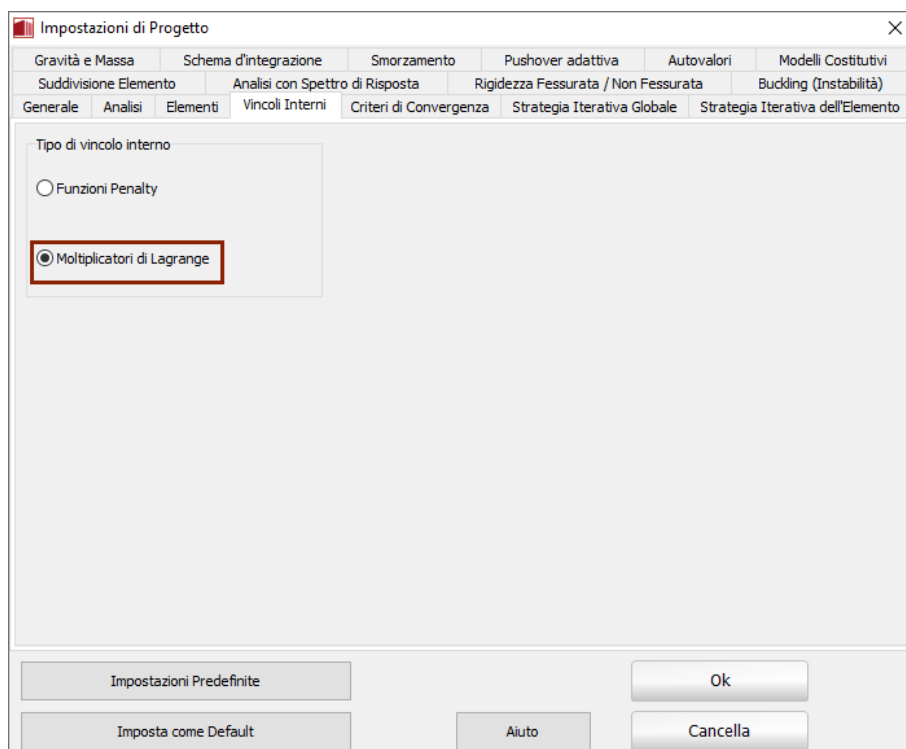 Impostazioni di Progetto
Gravità e Massa Schema d'integrazione Smorzamento Pushover adattiva Autovalori Modelli Costitutivi
Suddivisione Elemento Analisi con Spettro di Risposta Rigidezza Fessurata / Non Fessurata Buckling (Instabilità)
Generale Analisi Elementi Vincoli Interni Criteri di Convergenza Strategia Iterativa Globale Strategia Iterativa dell'Elemento
Tipo di vincolo interno
Funzioni Penalty
Moltiplicatori di Lagrange
Impostazioni Predefinite Ok
Imposta come Default Aiuto Cancella